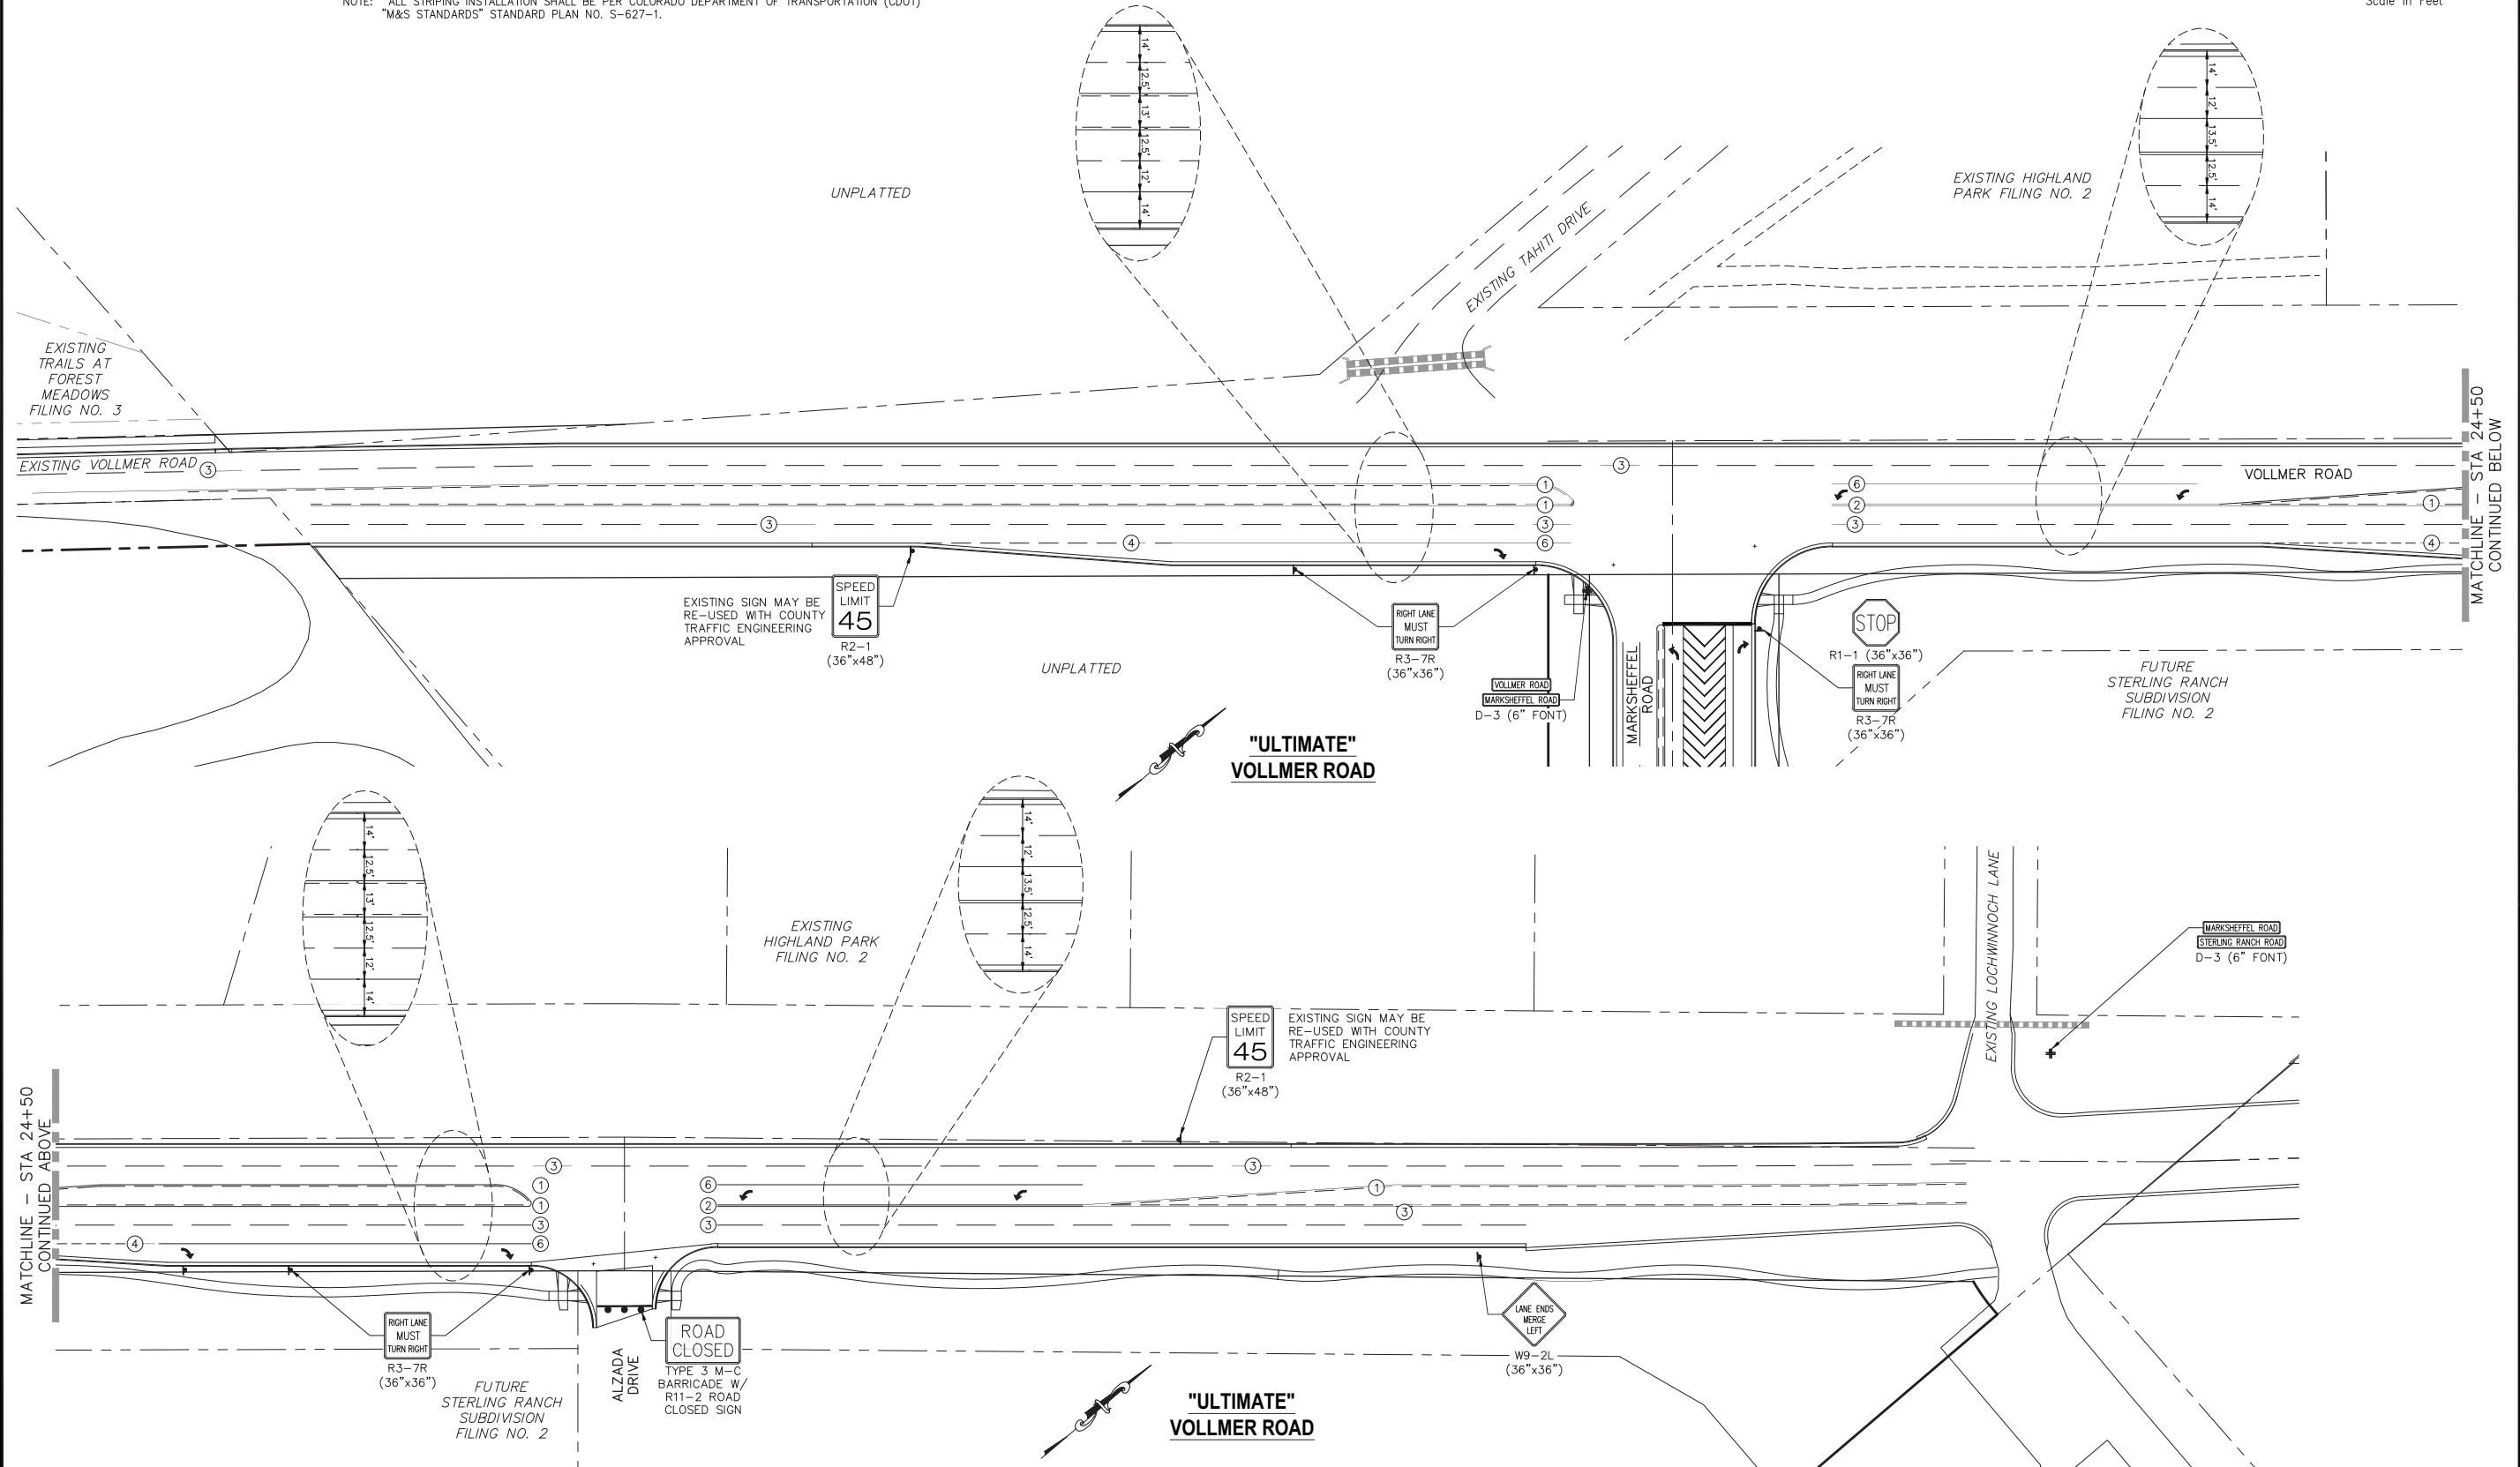 NOTE: ALL STRIPING INSTALLATION SHALL BE PER COLORADO DEPARTMENT OF TRANSPORTATION (CDOT)
"M&S STANDARDS" STANDARD PLAN NO. S-627-1.
Scale in Feet
14'
12.5'
13'
12.5'
12'
14'
14'
12'
13.5'
12.5'
14'
UNPLATTED
EXISTING HIGHLAND
PARK FILING NO. 2
EXISTING TAHITI DRIVE
EXISTING
TRAILS AT
FOREST
MEADOWS
FILING NO. 3
EXISTING VOLLMER ROAD
3
3
1
1
3
3
4
6
6
2
3
VOLLMER ROAD
1
4
MATCHLINE - STA 24+50
CONTINUED BELOW
EXISTING SIGN MAY BE
RE-USED WITH COUNTY
TRAFFIC ENGINEERING
APPROVAL
SPEED
LIMIT
45
R2-1
(36"x48")
UNPLATTED
RIGHT LANE
MUST
TURN RIGHT
R3-7R
(36"x36")
VOLLMER ROAD
MARKSHEFFEL ROAD
D-3 (6" FONT)
MARKSHEFFEL
ROAD
STOP
R1-1 (36"x36")
RIGHT LANE
MUST
TURN RIGHT
R3-7R
(36"x36")
FUTURE
STERLING RANCH
SUBDIVISION
FILING NO. 2
"ULTIMATE"
VOLLMER ROAD
14'
12.5'
13'
12.5'
12'
14'
14'
12'
13.5'
12.5'
14'
EXISTING
HIGHLAND PARK
FILING NO. 2
EXISTING LOCHWINNOCH LANE
MARKSHEFFEL ROAD
STERLING RANCH ROAD
D-3 (6" FONT)
SPEED
LIMIT
45
R2-1
(36"x48")
EXISTING SIGN MAY BE
RE-USED WITH COUNTY
TRAFFIC ENGINEERING
APPROVAL
MATCHLINE - STA 24+50
CONTINUED ABOVE
3
1
1
3
6
4
6
2
3
3
1
3
RIGHT LANE
MUST
TURN RIGHT
R3-7R
(36"x36")
FUTURE
STERLING RANCH
SUBDIVISION
FILING NO. 2
ALZADA
DRIVE
ROAD
CLOSED
TYPE 3 M-C
BARRICADE W/
R11-2 ROAD
CLOSED SIGN
LANE ENDS
MERGE
LEFT
W9-2L
(36"x36")
"ULTIMATE"
VOLLMER ROAD